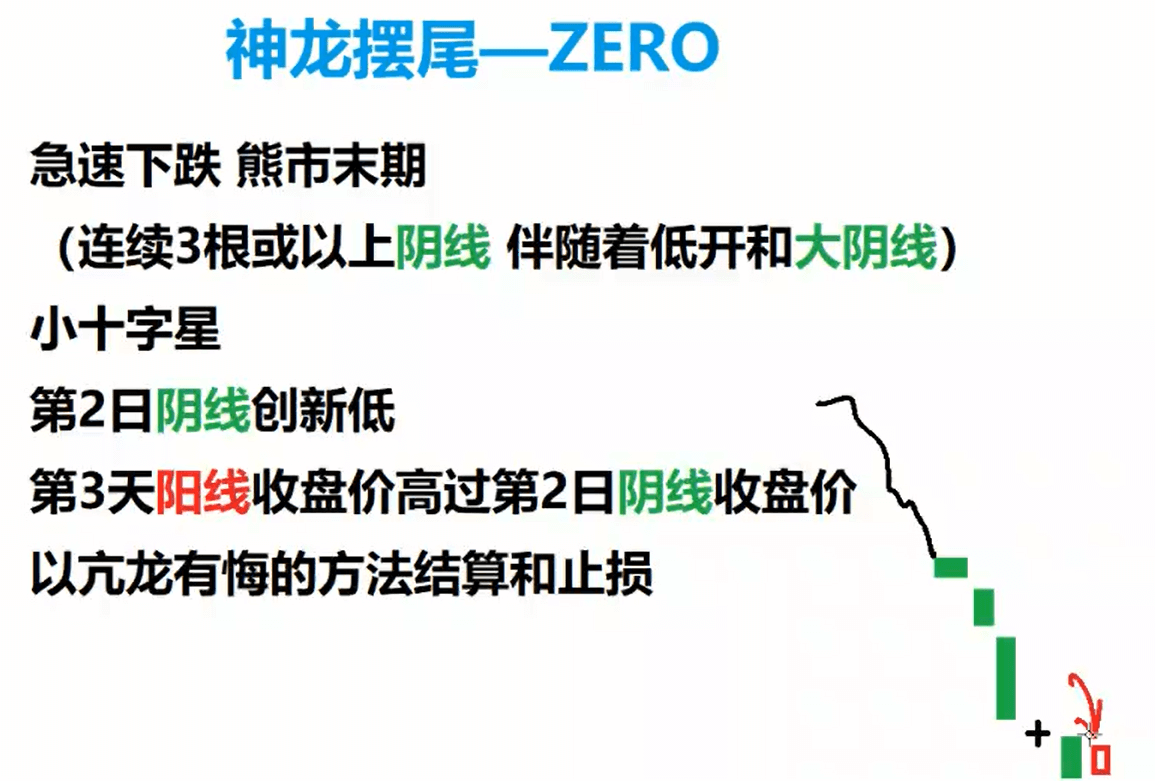 神龙摆尾—ZERO
急速下跌 熊市末期
（连续3根或以上阴线 伴随着低开和大阴线）
小十字星
第2日阴线创新低
第3天阳线收盘价高过第2日阴线收盘价
以亢龙有悔的方法结算和止损